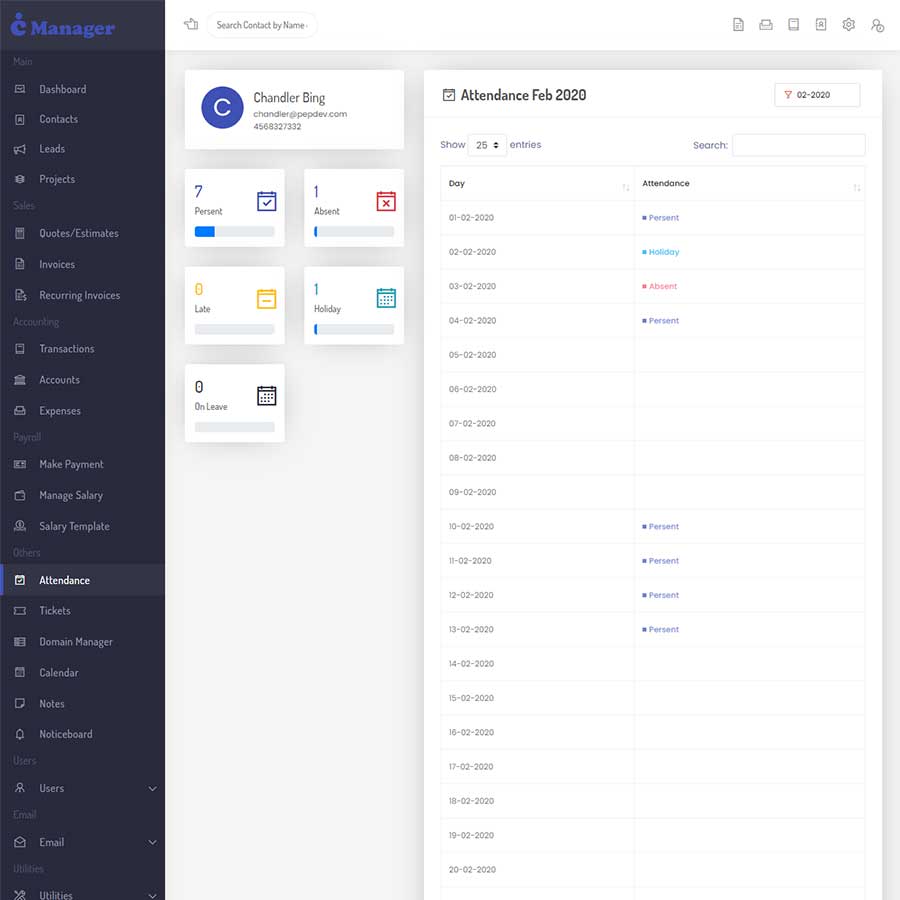 Manager
Main
Dashboard
Contacts
Leads
Projects
Sales
Quotes/Estimates
Invoices
Recurring Invoices
Accounting
Transactions
Accounts
Expenses
Payroll
Make Payment
Manage Salary
Salary Template
Others
Attendance
Tickets
Domain Manager
Calendar
Notes
Noticeboard
Users
Users
Email
Email
Utilities
Utilities
Search Contact by Name
C
Chandler Bing
chandler@pepdev.com
4568327332
7
Persent
1
Absent
0
Late
1
Holiday
0
On Leave
Attendance Feb 2020
02-2020
Show 25 entries
Search:
Day Attendance
01-02-2020 Persent
02-02-2020 Holiday
03-02-2020 Absent
04-02-2020 Persent
05-02-2020
06-02-2020
07-02-2020
08-02-2020
09-02-2020
10-02-2020 Persent
11-02-2020 Persent
12-02-2020 Persent
13-02-2020 Persent
14-02-2020
15-02-2020
16-02-2020
17-02-2020
18-02-2020
19-02-2020
20-02-2020